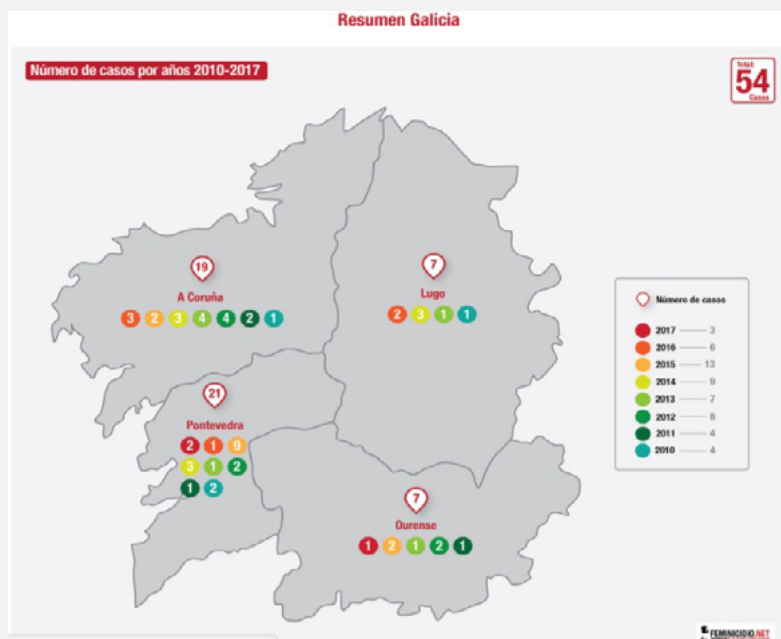 Resumen Galicia
Número de casos por años 2010-2017
Total:
54
Casos
19
A Coruña
3 2 3 4 4 2 1
7
Lugo
2 3 1 1
21
Pontevedra
2 1 9
3 1 2
1 2
7
Ourense
1 2 1 2 1
Número de casos
2017 3
2016 6
2015 13
2014 9
2013 7
2012 8
2011 4
2010 4
FEMINICIDIO.NET